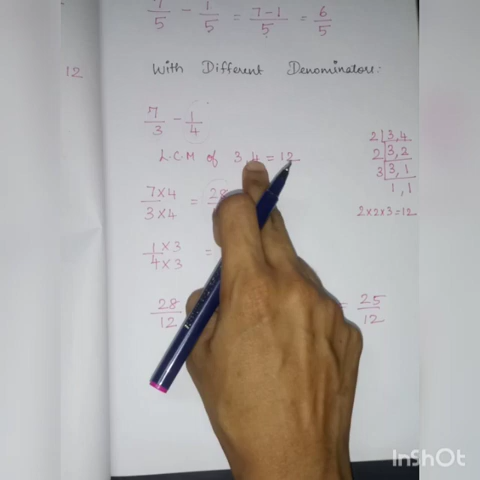 7/5 - 1/5 = 7-1/5 = 6/5
12
With Different Denominators:
7/3 - 1/4
L.C.M of 3,4 = 12
2|3,4
2|3,2
3|3,1
1,1
2×2×3=12
7×4/3×4 = 28
1×3/4×3 =
28/12 = 25/12
InShOt